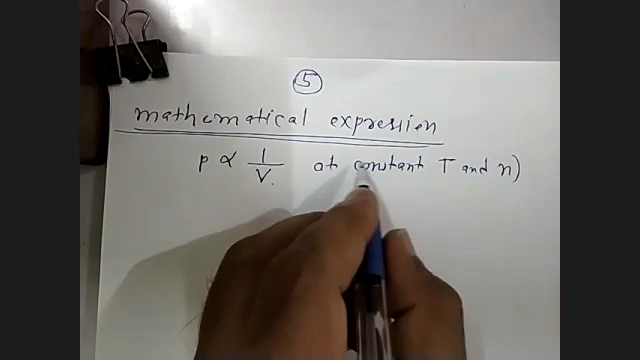 5
mathematical expression
p ∝ 1/V. at constant T and n)